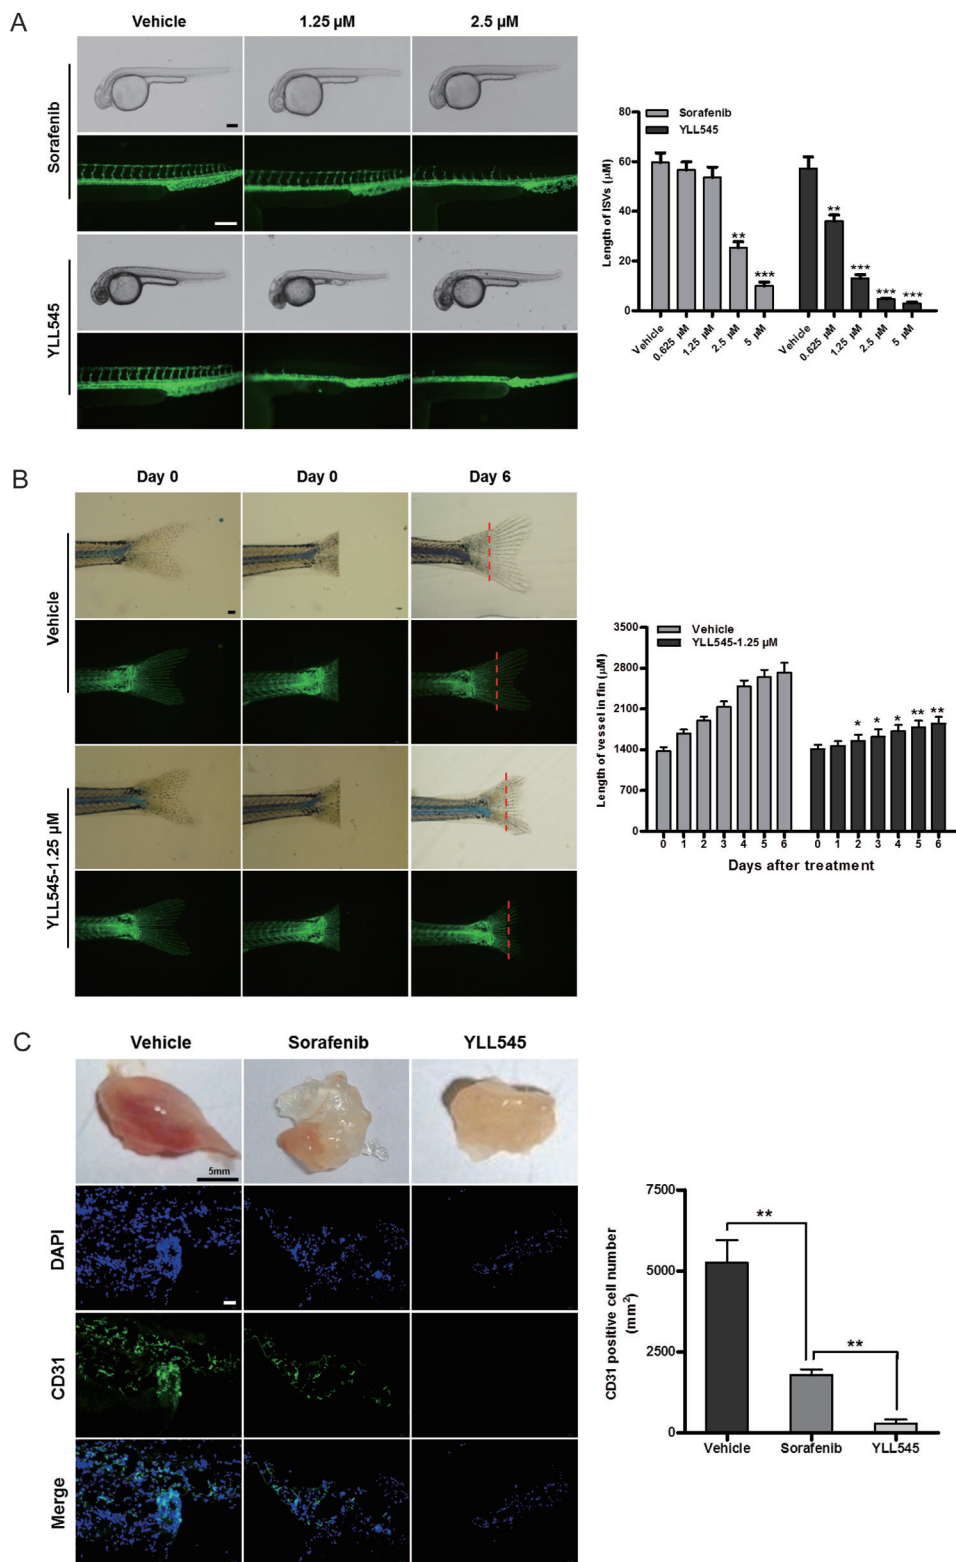 A
Vehicle
1.25 µM
2.5 µM
Sorafenib
YLL545
Sorafenib
YLL545
Length of ISVs (µM)
80
60
40
20
0
**
***
**
***
***
***
Vehicle
0.625 µM
1.25 µM
2.5 µM
5 µM
Vehicle
0.625 µM
1.25 µM
2.5 µM
5 µM
B
Day 0
Day 0
Day 6
Vehicle
YLL545-1.25 µM
Vehicle
YLL545-1.25 µM
Length of vessel in fin (µM)
3500
2800
2100
1400
700
0
*
*
*
**
**
0 1 2 3 4 5 6
0 1 2 3 4 5 6
Days after treatment
C
Vehicle
Sorafenib
YLL545
5mm
DAPI
CD31
Merge
CD31 positive cell number
(mm²)
7500
5000
2500
0
**
**
Vehicle
Sorafenib
YLL545